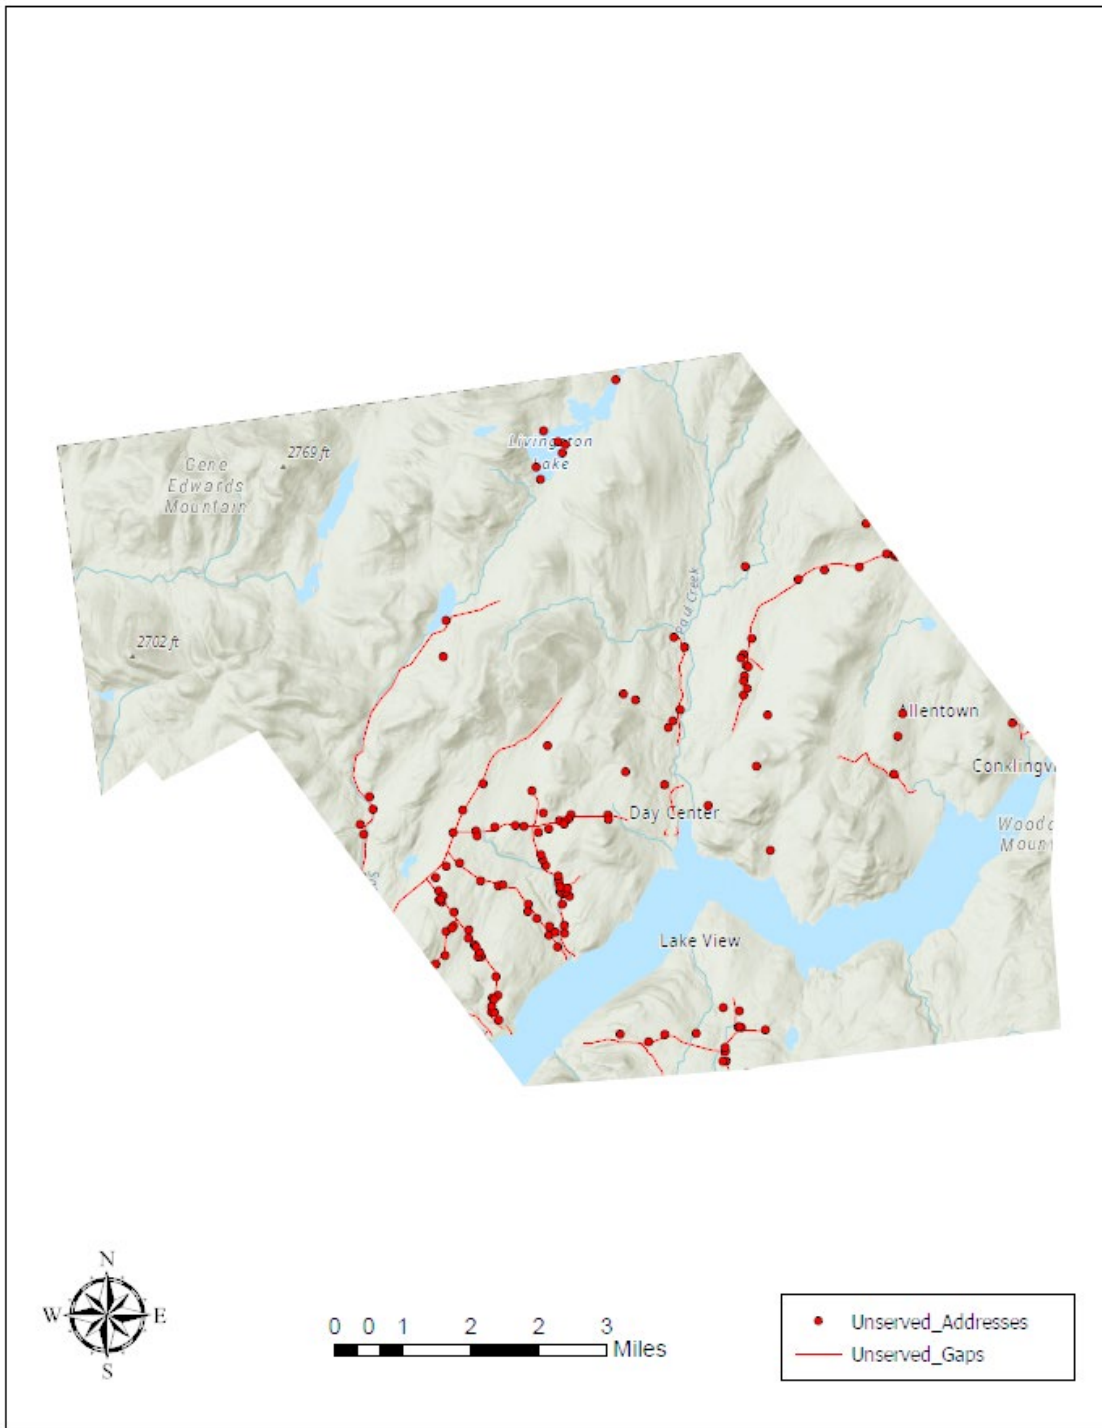 Livingston
Lake
2769 ft
Gene
Edwards
Mountain
2702 ft
Allentown
Day Center
Lake View
N
W E
S
0 0 1 2 2 3
Miles
Unserved_Addresses
Unserved_Gaps